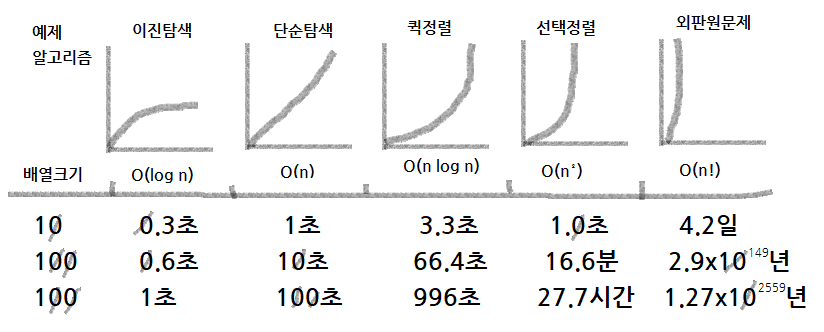 예제 이진탐색 단순탐색 퀵정렬 선택정렬 외판원문제
알고리즘
배열크기 O(log n) O(n) O(n log n) O(n²) O(n!)
10 0.3초 1초 3.3초 1.0초 4.2일
100 0.6초 10초 66.4초 16.6분 2.9x10¹⁴⁹년
100 1초 100초 996초 27.7시간 1.27x10²⁵⁵⁹년